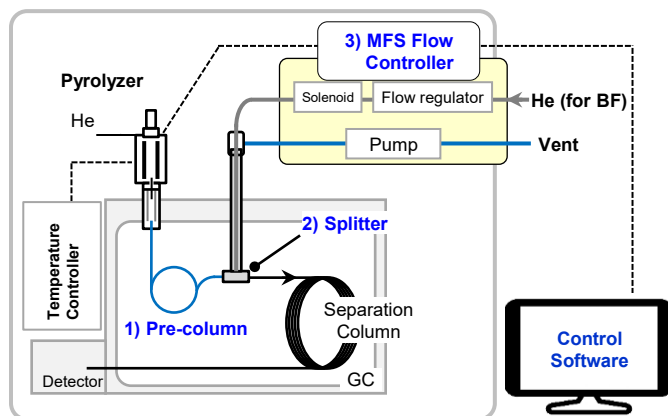 3) MFS Flow
Controller
Pyrolyzer
Solenoid
Flow regulator
He (for BF)
He
Pump
Vent
2) Splitter
Temperature
Controller
1) Pre-column
Separation
Column
Control
Software
Detector
GC